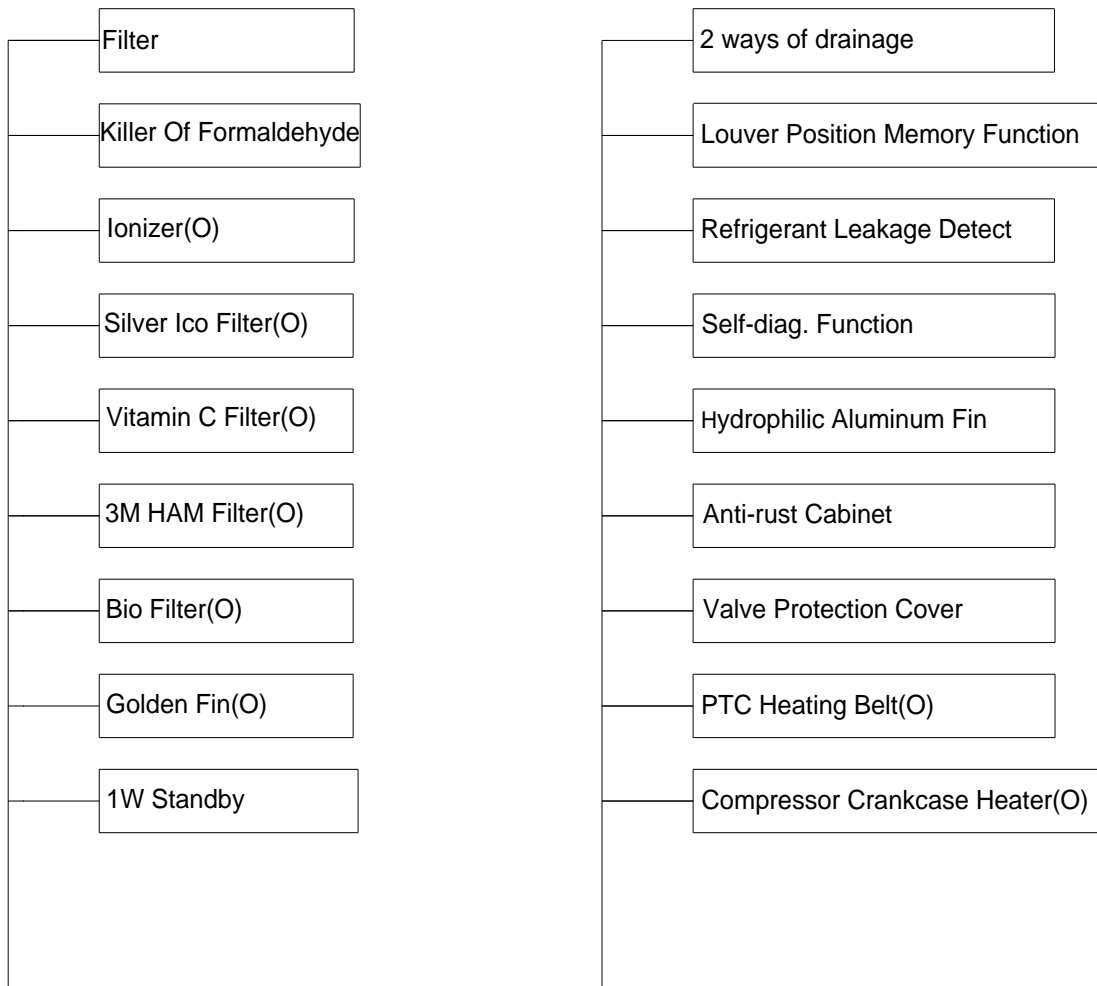 Filter
Killer Of Formaldehyde
Ionizer(O)
Silver Ico Filter(O)
Vitamin C Filter(O)
3M HAM Filter(O)
Bio Filter(O)
Golden Fin(O)
1W Standby
2 ways of drainage
Louver Position Memory Function
Refrigerant Leakage Detect
Self-diag. Function
Hydrophilic Aluminum Fin
Anti-rust Cabinet
Valve Protection Cover
PTC Heating Belt(O)
Compressor Crankcase Heater(O)